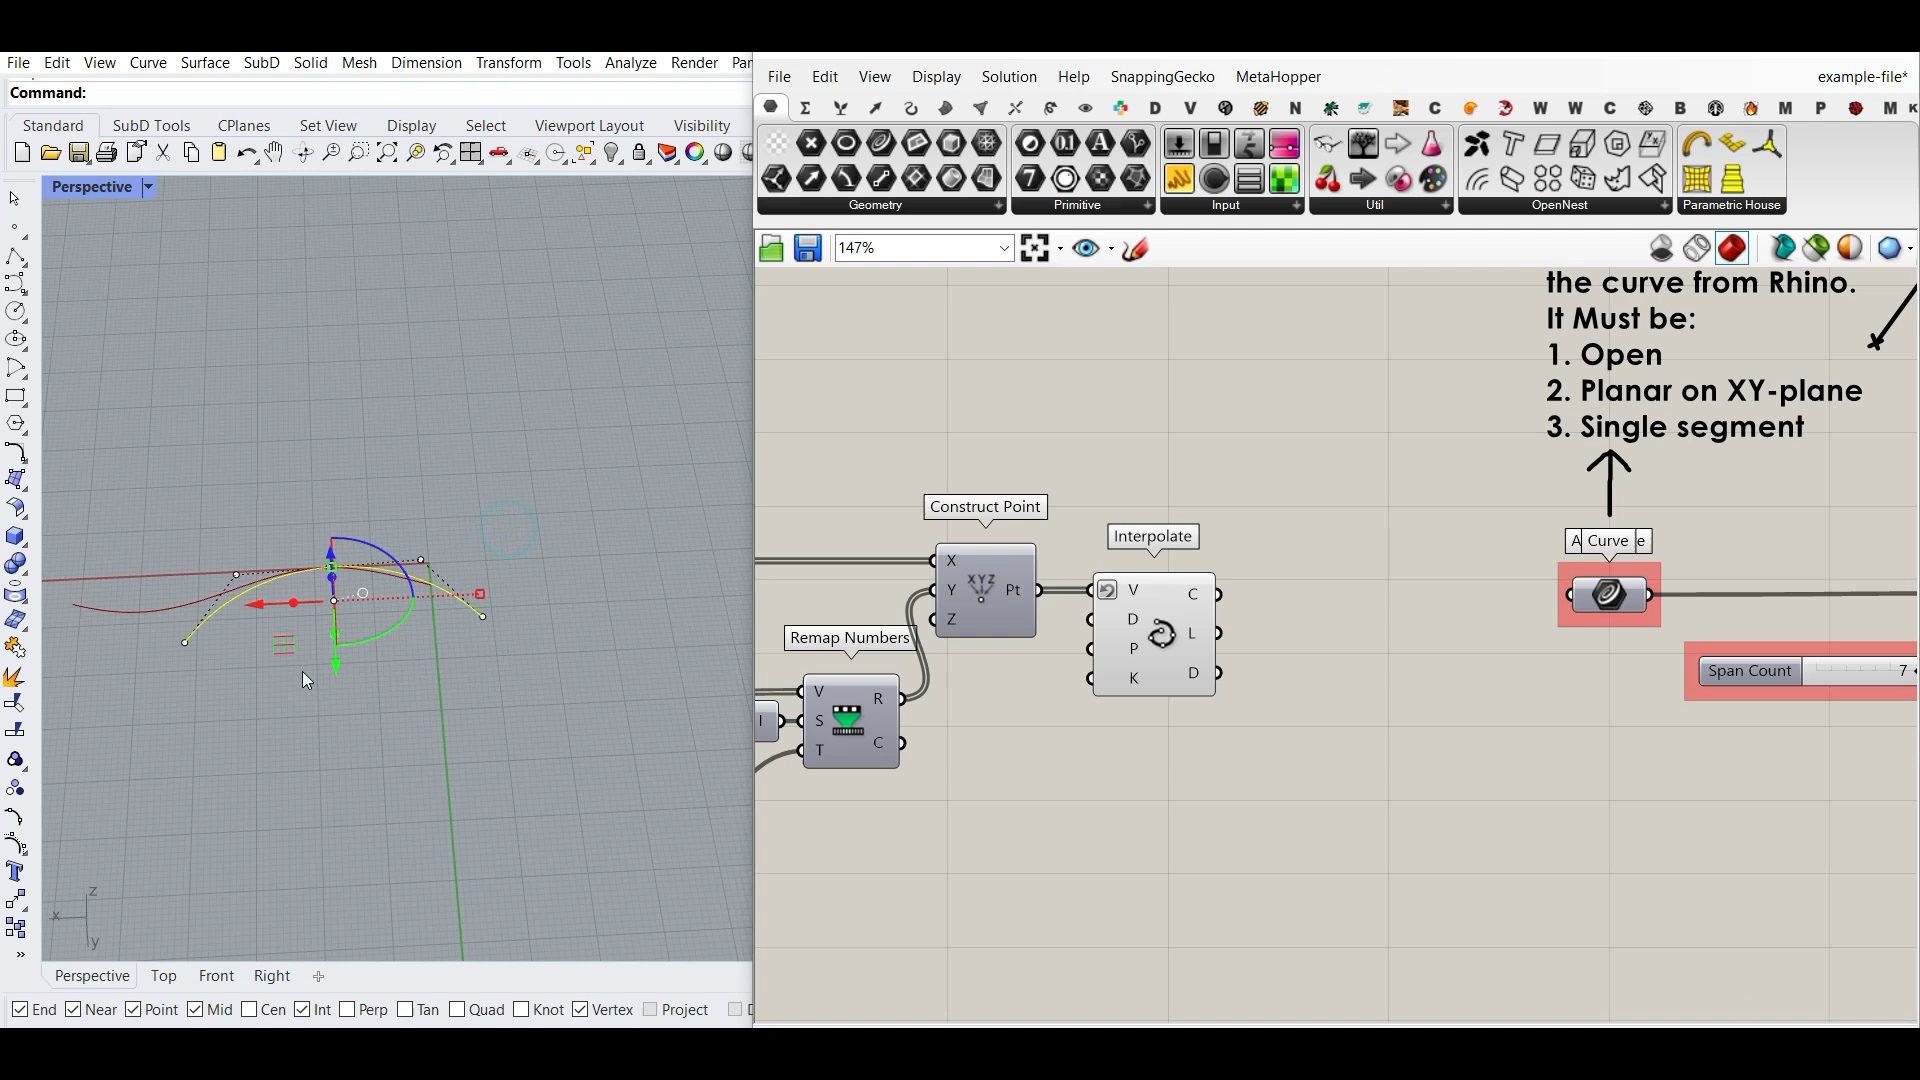 File Edit View Curve Surface SubD Solid Mesh Dimension Transform Tools Analyze Render Par
Command:
Standard SubD Tools CPlanes Set View Display Select Viewport Layout Visibility
Perspective
z
x
y
Perspective Top Front Right
End Near Point Mid Cen Int Perp Tan Quad Knot Vertex Project
File Edit View Display Solution Help SnappingGecko MetaHopper example-file*
D V N C W W C B M P M K
Geometry Primitive Input Util OpenNest Parametric House
147%
the curve from Rhino.
It Must be:
1. Open
2. Planar on XY-plane
3. Single segment
Construct Point
X
Y XYZ Pt
Z
Interpolate
V C
D L
P
K D
Remap Numbers
V R
I S
T C
A Curve e
Span Count 7